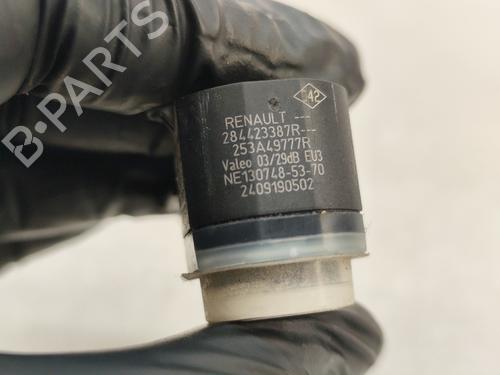 B-PARTS
42
RENAULT ---
284423387R---
253A49777R
Valeo 03/29dB EU3
NE130748-53-70
2409190502